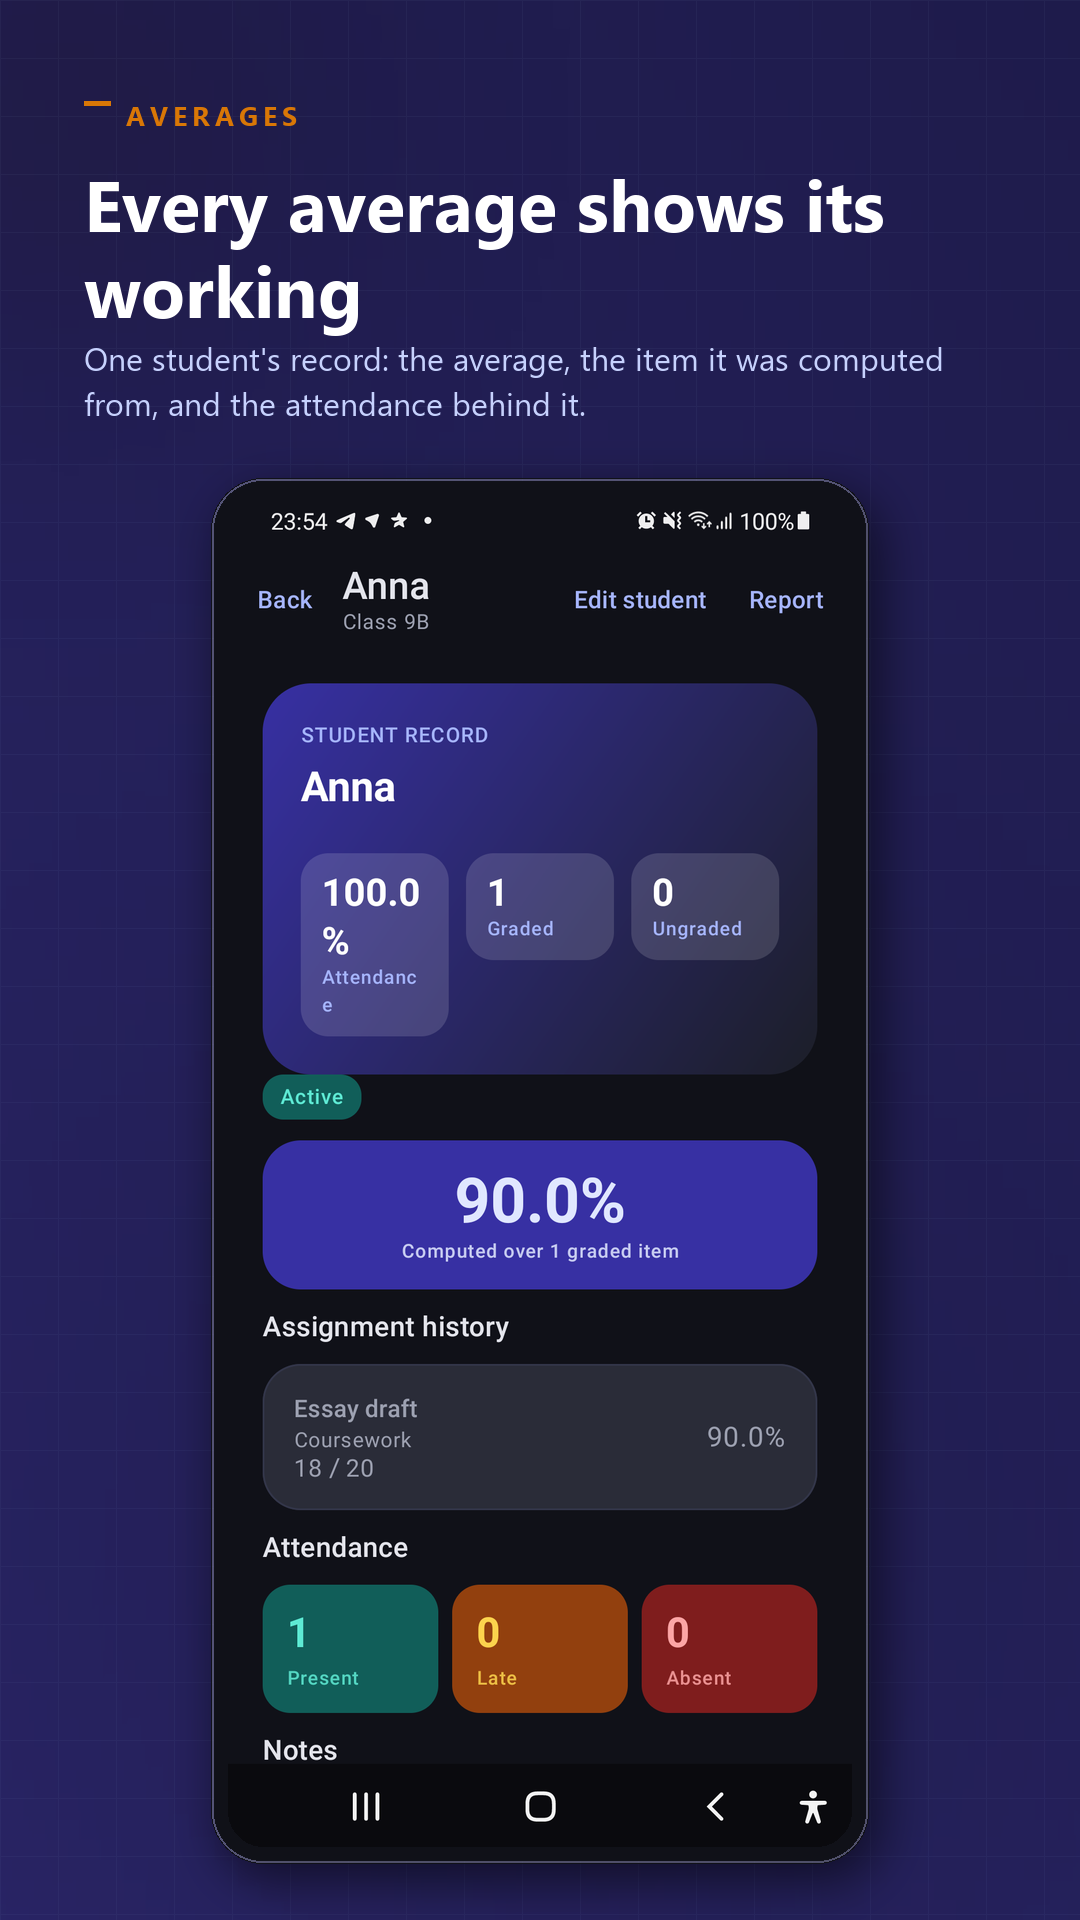 AVERAGES
Every average shows its
working
One student's record: the average, the item it was computed
from, and the attendance behind it.
23:54 100%
Back Anna Edit student Report
Class 9B
STUDENT RECORD
Anna
100.0 1 0
% Graded Ungraded
Attendanc
e
Active
90.0%
Computed over 1 graded item
Assignment history
Essay draft
Coursework 90.0%
18 / 20
Attendance
1 0 0
Present Late Absent
Notes